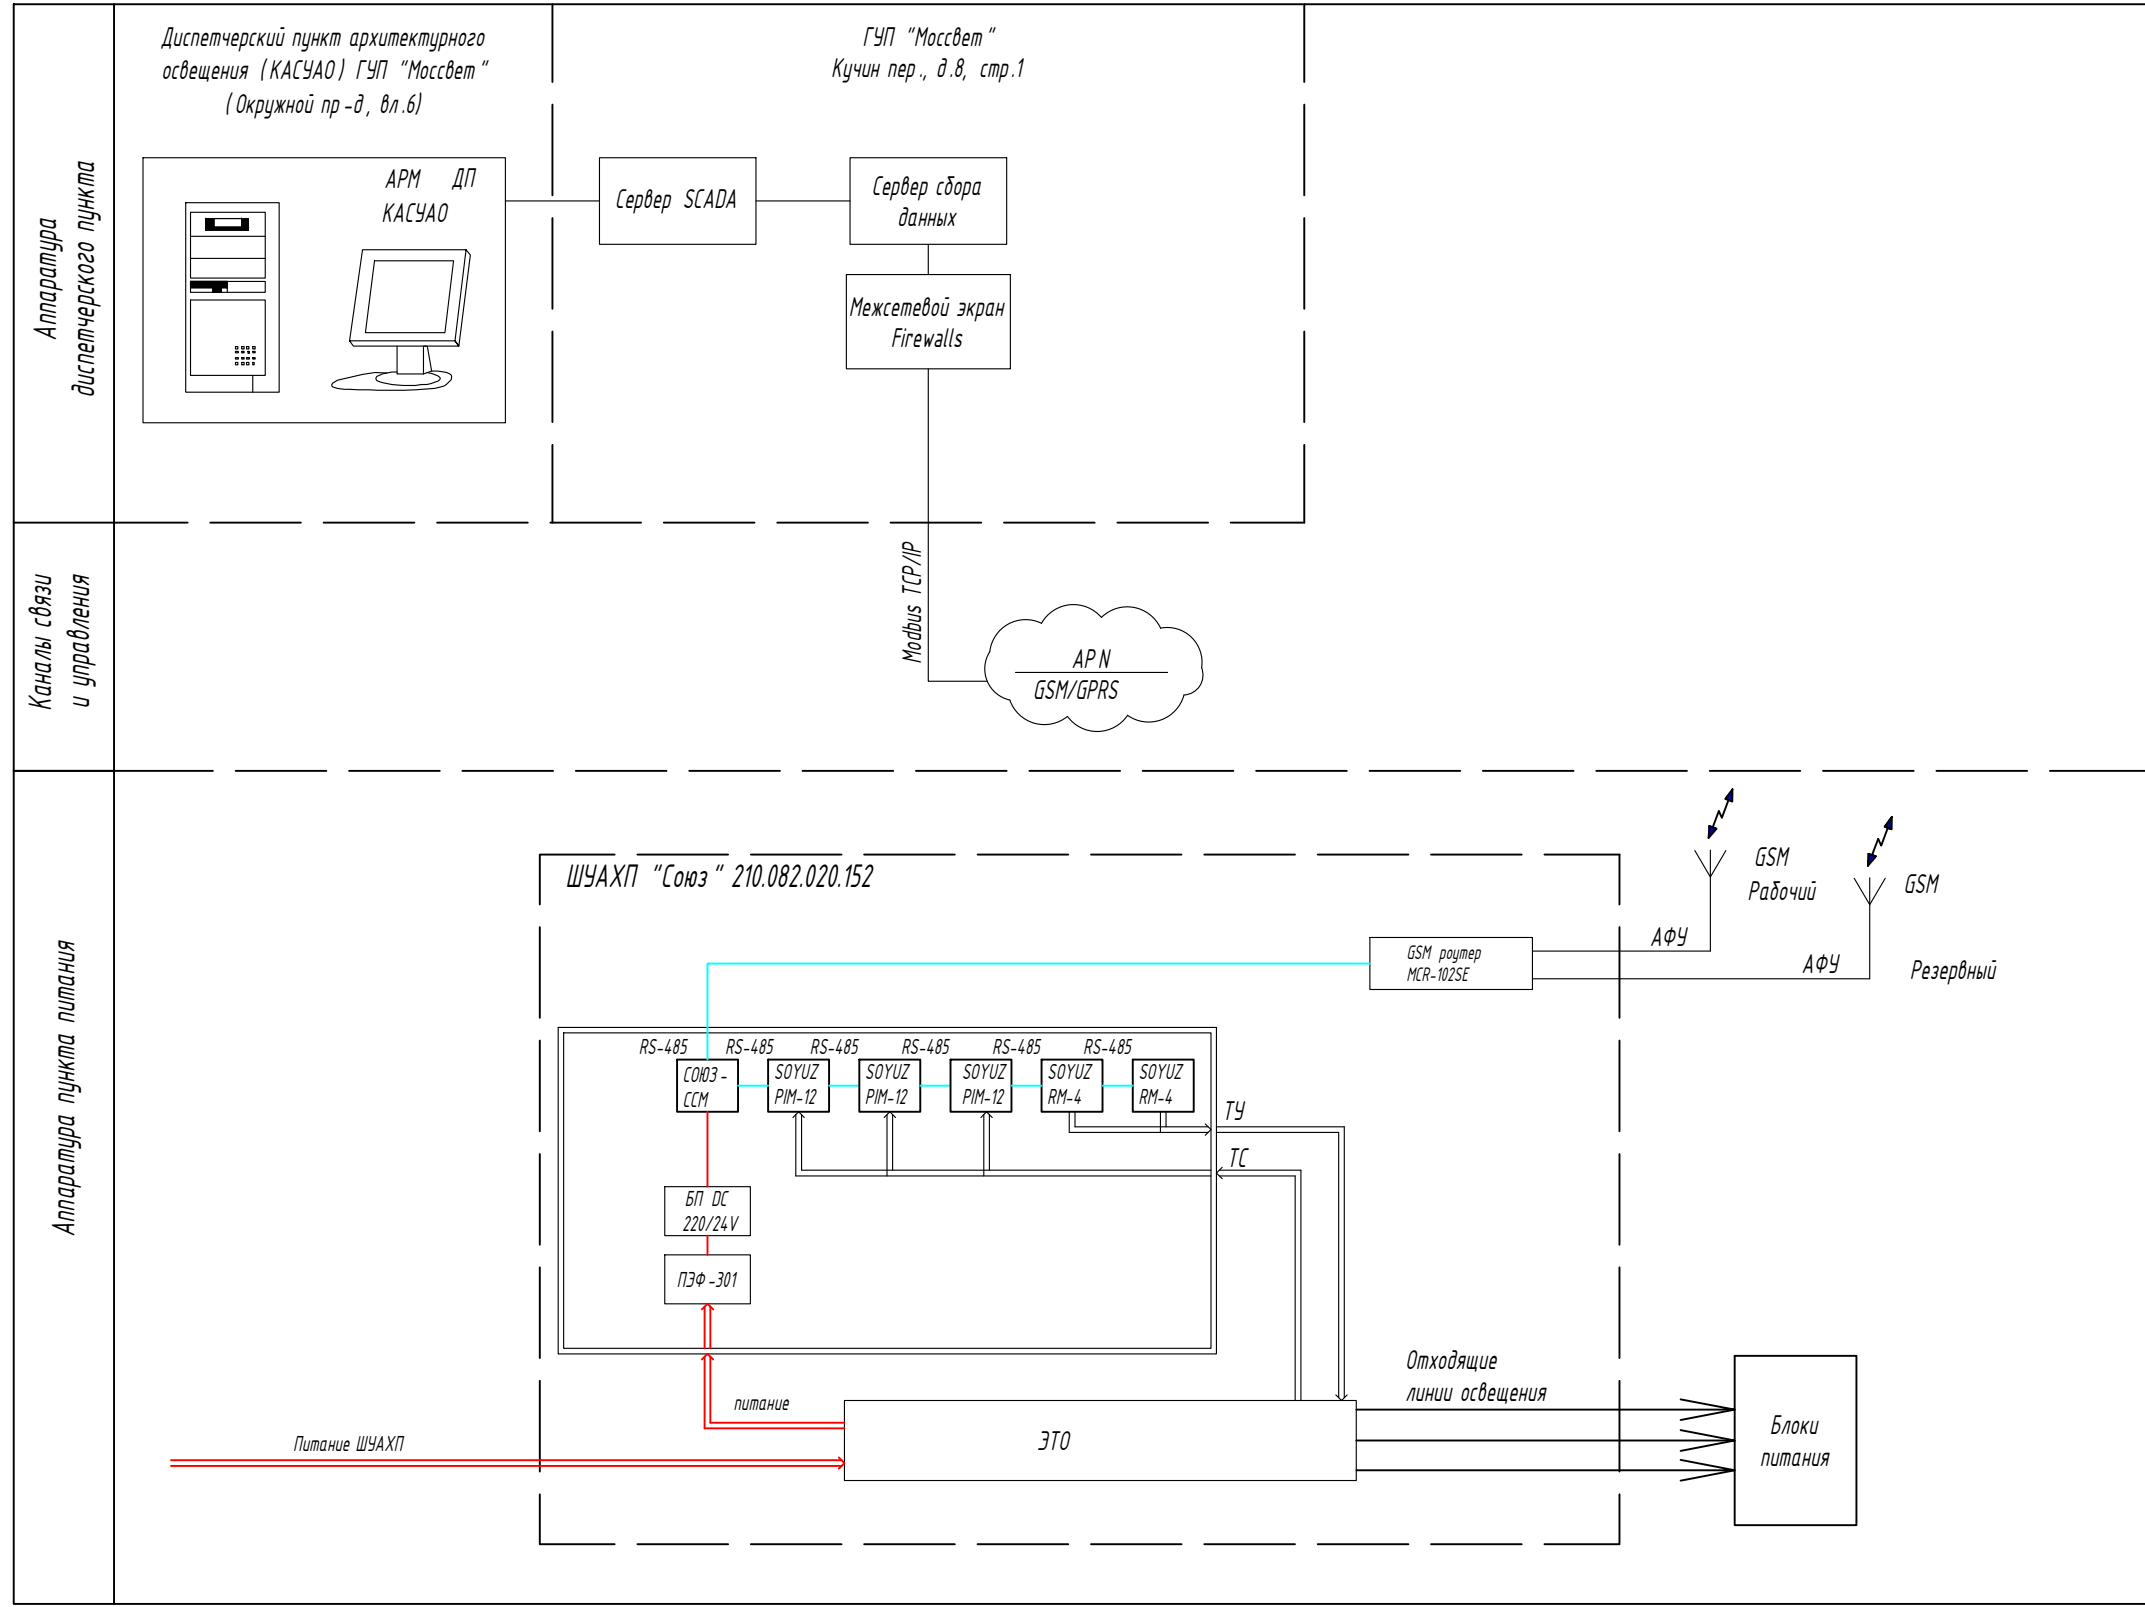 Аппаратура
диспетчерского пункта
Диспетчерский пункт архитектурного
освещения (КАСУАО) ГУП "Моссвет"
(Окружной пр-д, вл.6)
ГУП "Моссвет"
Кучин пер., д.8, стр.1
АРМ ДП
КАСУАО
Сервер SCADA
Сервер сбора
данных
Межсетевой экран
Firewalls
Каналы связи
и управления
Modbus TCP/IP
APN
GSM/GPRS
Аппаратура пункта питания
ШУАХП "Союз" 210.082.020.152
GSM
Рабочий
GSM
Резервный
АФУ
АФУ
GSM роутер
MCR-102SE
RS-485 RS-485 RS-485 RS-485 RS-485 RS-485
СОЮЗ-
ССМ
SOYUZ
PIM-12
SOYUZ
PIM-12
SOYUZ
PIM-12
SOYUZ
RM-4
SOYUZ
RM-4
ТУ
ТС
БП DC
220/24V
ПЭФ-301
питание
Питание ШУАХП
ЭТО
Отходящие
линии освещения
Блоки
питания